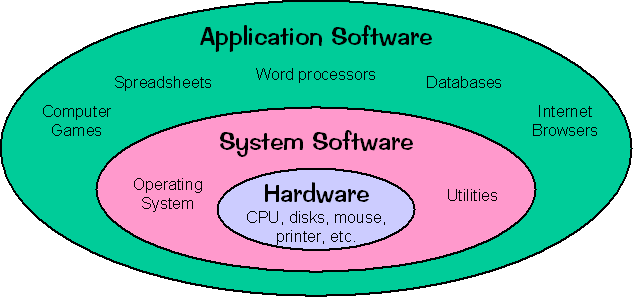 Application Software
Word processors
Spreadsheets
Databases
Computer
Games
Internet
Browsers
System Software
Operating
System
Utilities
Hardware
CPU, disks, mouse,
printer, etc.